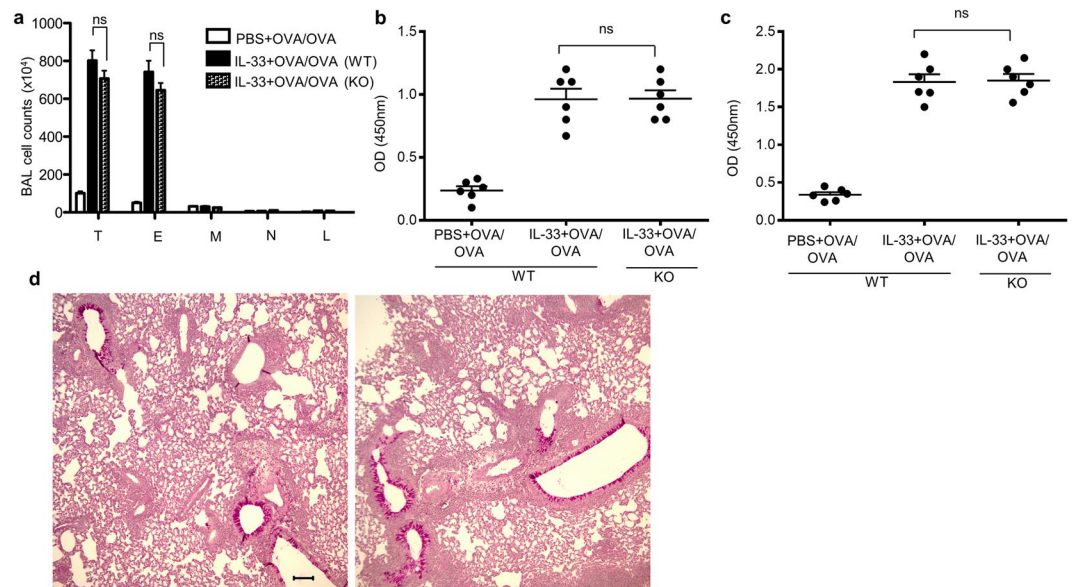 a
ns
ns
PBS+OVA/OVA
IL-33+OVA/OVA (WT)
IL-33+OVA/OVA (KO)
BAL cell counts (x10⁴)
1000
800
600
400
200
0
T E M N L
b
ns
OD (450nm)
1.5
1.0
0.5
0.0
PBS+OVA/ IL-33+OVA/ IL-33+OVA/
OVA OVA OVA
WT KO
c
ns
OD (450nm)
2.5
2.0
1.5
1.0
0.5
0.0
PBS+OVA/ IL-33+OVA/ IL-33+OVA/
OVA OVA OVA
WT KO
d